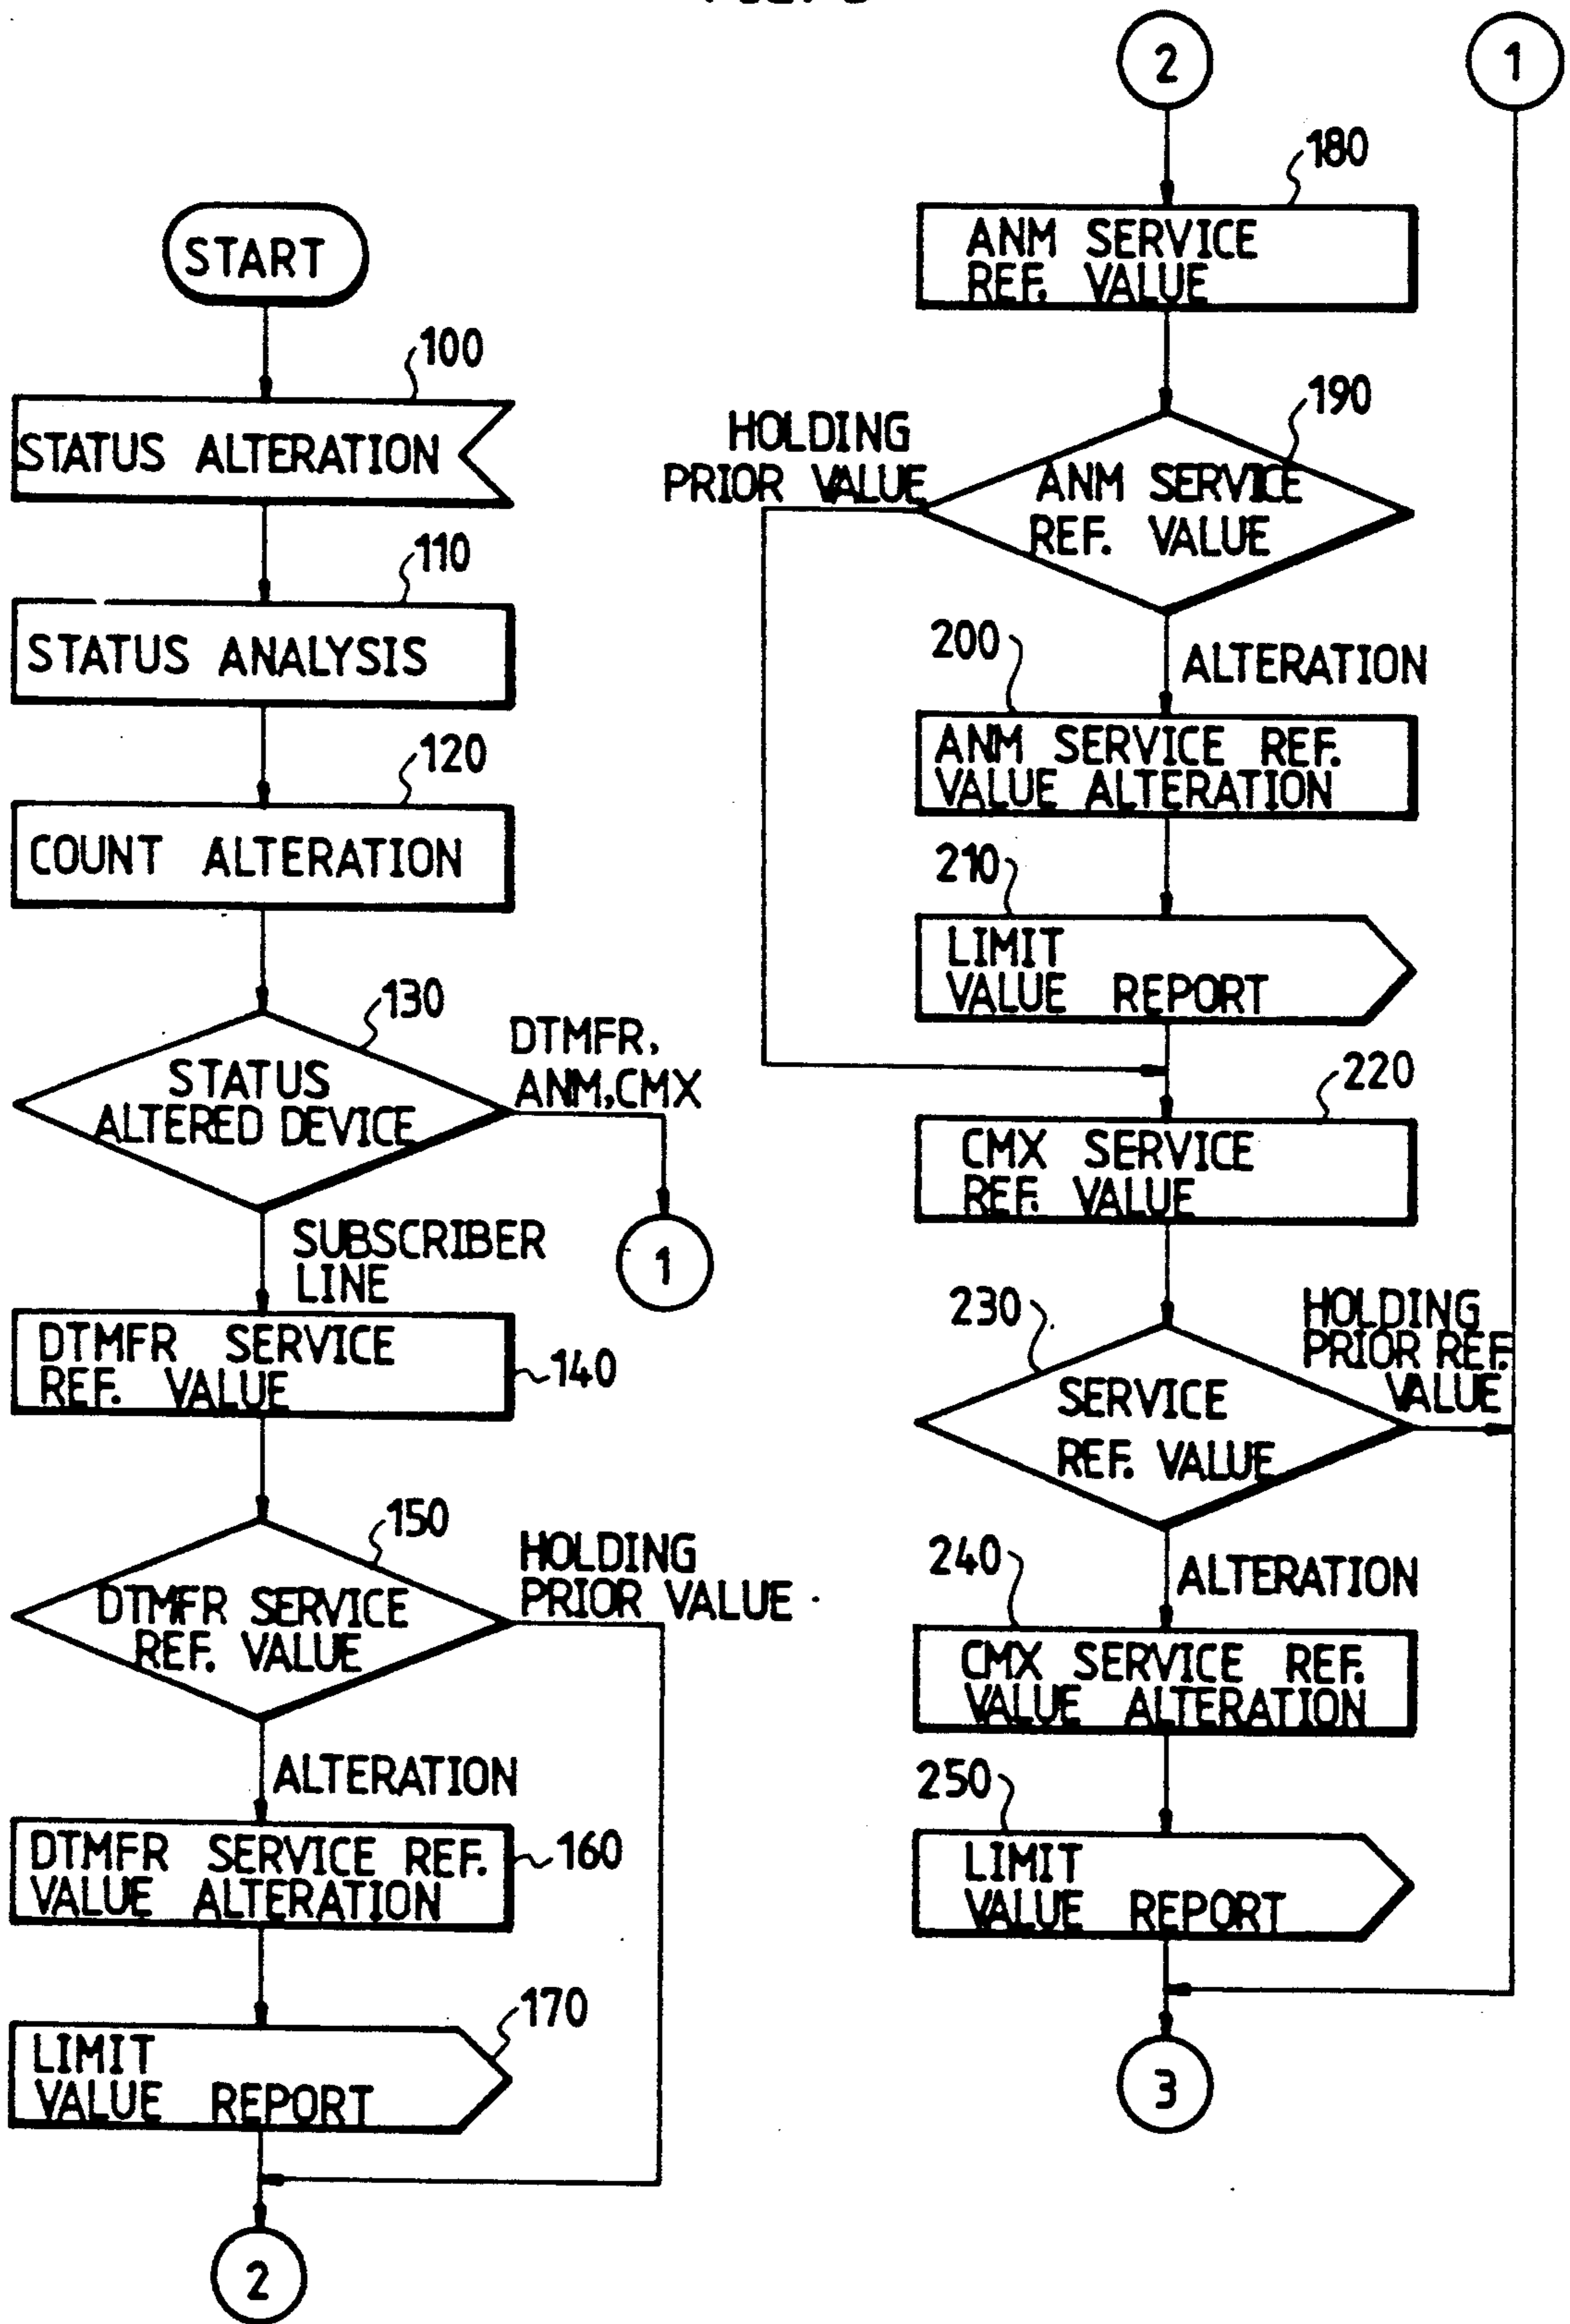 START
100
STATUS ALTERATION
110
STATUS ANALYSIS
120
COUNT ALTERATION
130
STATUS
ALTERED DEVICE
DTMFR,
ANM,CMX
1
SUBSCRIBER
LINE
DTMFR SERVICE
REF. VALUE
140
150
DTMFR SERVICE
REF. VALUE
HOLDING
PRIOR VALUE
ALTERATION
DTMFR SERVICE REF.
VALUE ALTERATION
160
170
LIMIT
VALUE REPORT
2
2
1
180
ANM SERVICE
REF. VALUE
190
HOLDING
PRIOR VALUE
ANM SERVICE
REF. VALUE
200
ALTERATION
ANM SERVICE REF.
VALUE ALTERATION
210
LIMIT
VALUE REPORT
220
CMX SERVICE
REF. VALUE
230
HOLDING
PRIOR REF.
VALUE
SERVICE
REF. VALUE
240
ALTERATION
CMX SERVICE REF.
VALUE ALTERATION
250
LIMIT
VALUE REPORT
3